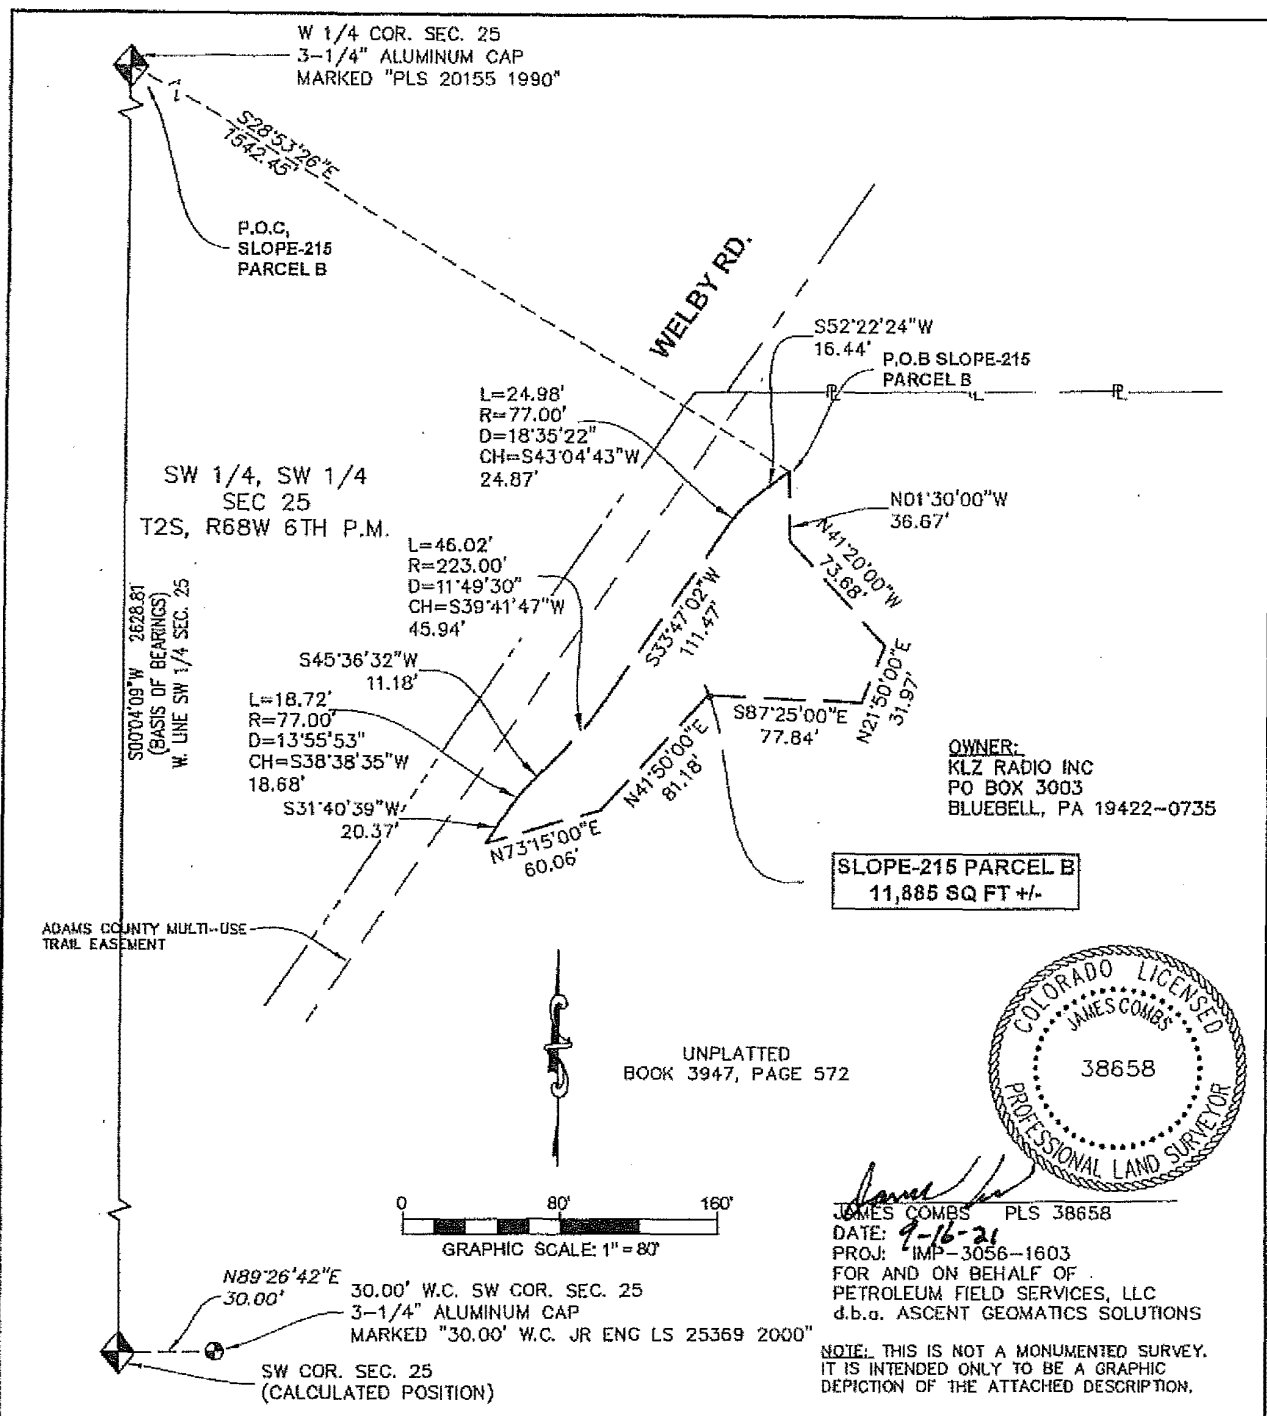 W 1/4 COR. SEC. 25
3-1/4" ALUMINUM CAP
MARKED "PLS 20155 1990"
S28°53'26"E
1542.45'
P.O.C,
SLOPE-215
PARCEL B
WELBY RD.
S52°22'24"W
16.44'
P.O.B SLOPE-215
PARCEL B
L=24.98'
R=77.00'
D=18°35'22"
CH=S43°04'43"W
24.87'
SW 1/4, SW 1/4
SEC 25
T2S, R68W 6TH P.M.
N01°30'00"W
36.67'
N41°20'00"W
73.68'
L=46.02'
R=223.00'
D=11°49'30"
CH=S39°41'47"W
45.94'
S33°47'02"W
111.47'
S00°04'09"W 2628.81'
(BASIS OF BEARINGS)
W. LINE SW 1/4 SEC. 25
S45°36'32"W
11.18'
N21°50'00"E
31.97'
L=18.72'
R=77.00'
D=13°55'53"
CH=S38°38'35"W
18.68'
S87°25'00"E
77.84'
N41°50'00"E
81.18'
S31°40'39"W
20.37'
N73°15'00"E
60.06'
OWNER:
KLZ RADIO INC
PO BOX 3003
BLUEBELL, PA 19422-0735
SLOPE-215 PARCEL B
11,885 SQ FT +/-
ADAMS COUNTY MULTI-USE
TRAIL EASEMENT
UNPLATTED
BOOK 3947, PAGE 572
COLORADO LICENSED
JAMES COMBS
38658
PROFESSIONAL LAND SURVEYOR
0 80' 160'
GRAPHIC SCALE: 1" = 80'
JAMES COMBS PLS 38658
DATE: 9-16-21
PROJ: IMP-3056-1603
FOR AND ON BEHALF OF
PETROLEUM FIELD SERVICES, LLC
d.b.a. ASCENT GEOMATICS SOLUTIONS
N89°26'42"E
30.00'
30.00' W.C. SW COR. SEC. 25
3-1/4" ALUMINUM CAP
MARKED "30.00' W.C. JR ENG LS 25369 2000"
SW COR. SEC. 25
(CALCULATED POSITION)
NOTE: THIS IS NOT A MONUMENTED SURVEY.
IT IS INTENDED ONLY TO BE A GRAPHIC
DEPICTION OF THE ATTACHED DESCRIPTION.